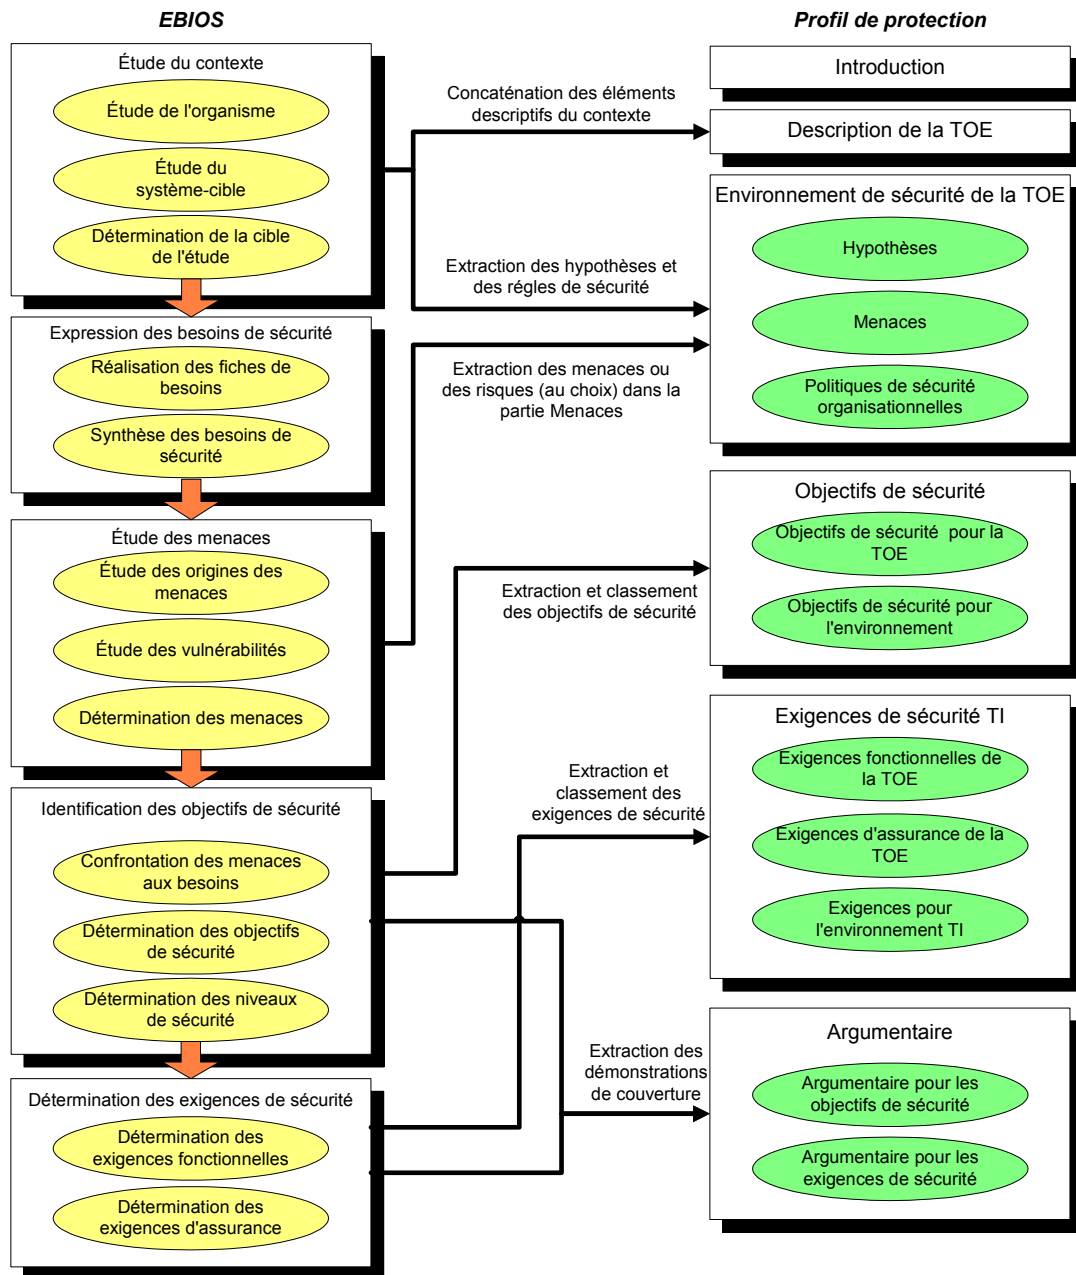 EBIOS
Étude du contexte
Étude de l'organisme
Étude du
système-cible
Détermination de la cible
de l'étude
Expression des besoins de sécurité
Réalisation des fiches de
besoins
Synthèse des besoins de
sécurité
Étude des menaces
Étude des origines des
menaces
Étude des vulnérabilités
Détermination des menaces
Identification des objectifs de sécurité
Confrontation des menaces
aux besoins
Détermination des objectifs
de sécurité
Détermination des niveaux
de sécurité
Détermination des exigences de sécurité
Détermination des
exigences fonctionnelles
Détermination des
exigences d'assurance
Concaténation des éléments
descriptifs du contexte
Extraction des hypothèses et
des régles de sécurité
Extraction des menaces ou
des risques (au choix) dans la
partie Menaces
Extraction et classement
des objectifs de sécurité
Extraction et
classement des
exigences de sécurité
Extraction des
démonstrations
de couverture
Profil de protection
Introduction
Description de la TOE
Environnement de sécurité de la TOE
Hypothèses
Menaces
Politiques de sécurité
organisationnelles
Objectifs de sécurité
Objectifs de sécurité pour la
TOE
Objectifs de sécurité pour
l'environnement
Exigences de sécurité TI
Exigences fonctionnelles de
la TOE
Exigences d'assurance de la
TOE
Exigences pour
l'environnement TI
Argumentaire
Argumentaire pour les
objectifs de sécurité
Argumentaire pour les
exigences de sécurité